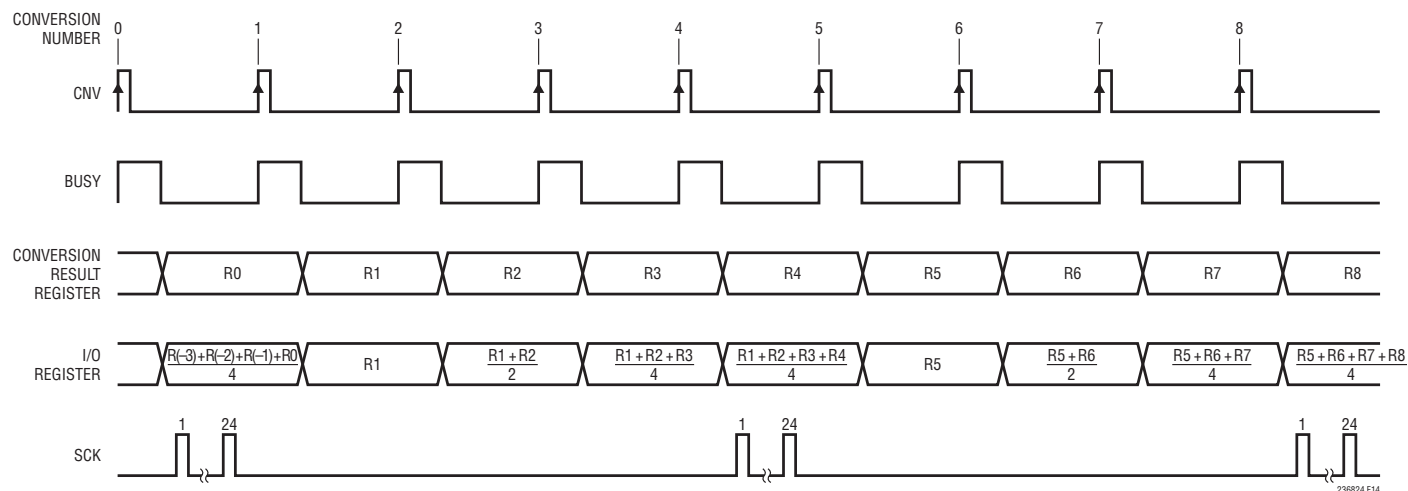 CONVERSION
NUMBER
0 1 2 3 4 5 6 7 8
CNV
BUSY
CONVERSION
RESULT
REGISTER
R0 R1 R2 R3 R4 R5 R6 R7 R8
I/O
REGISTER
R(–3)+R(–2)+R(–1)+R0
4
R1
R1 + R2
2
R1 + R2 + R3
4
R1 + R2 + R3 + R4
4
R5
R5 + R6
2
R5 + R6 + R7
4
R5 + R6 + R7 + R8
4
SCK
1 24 1 24 1 24
236824 F14